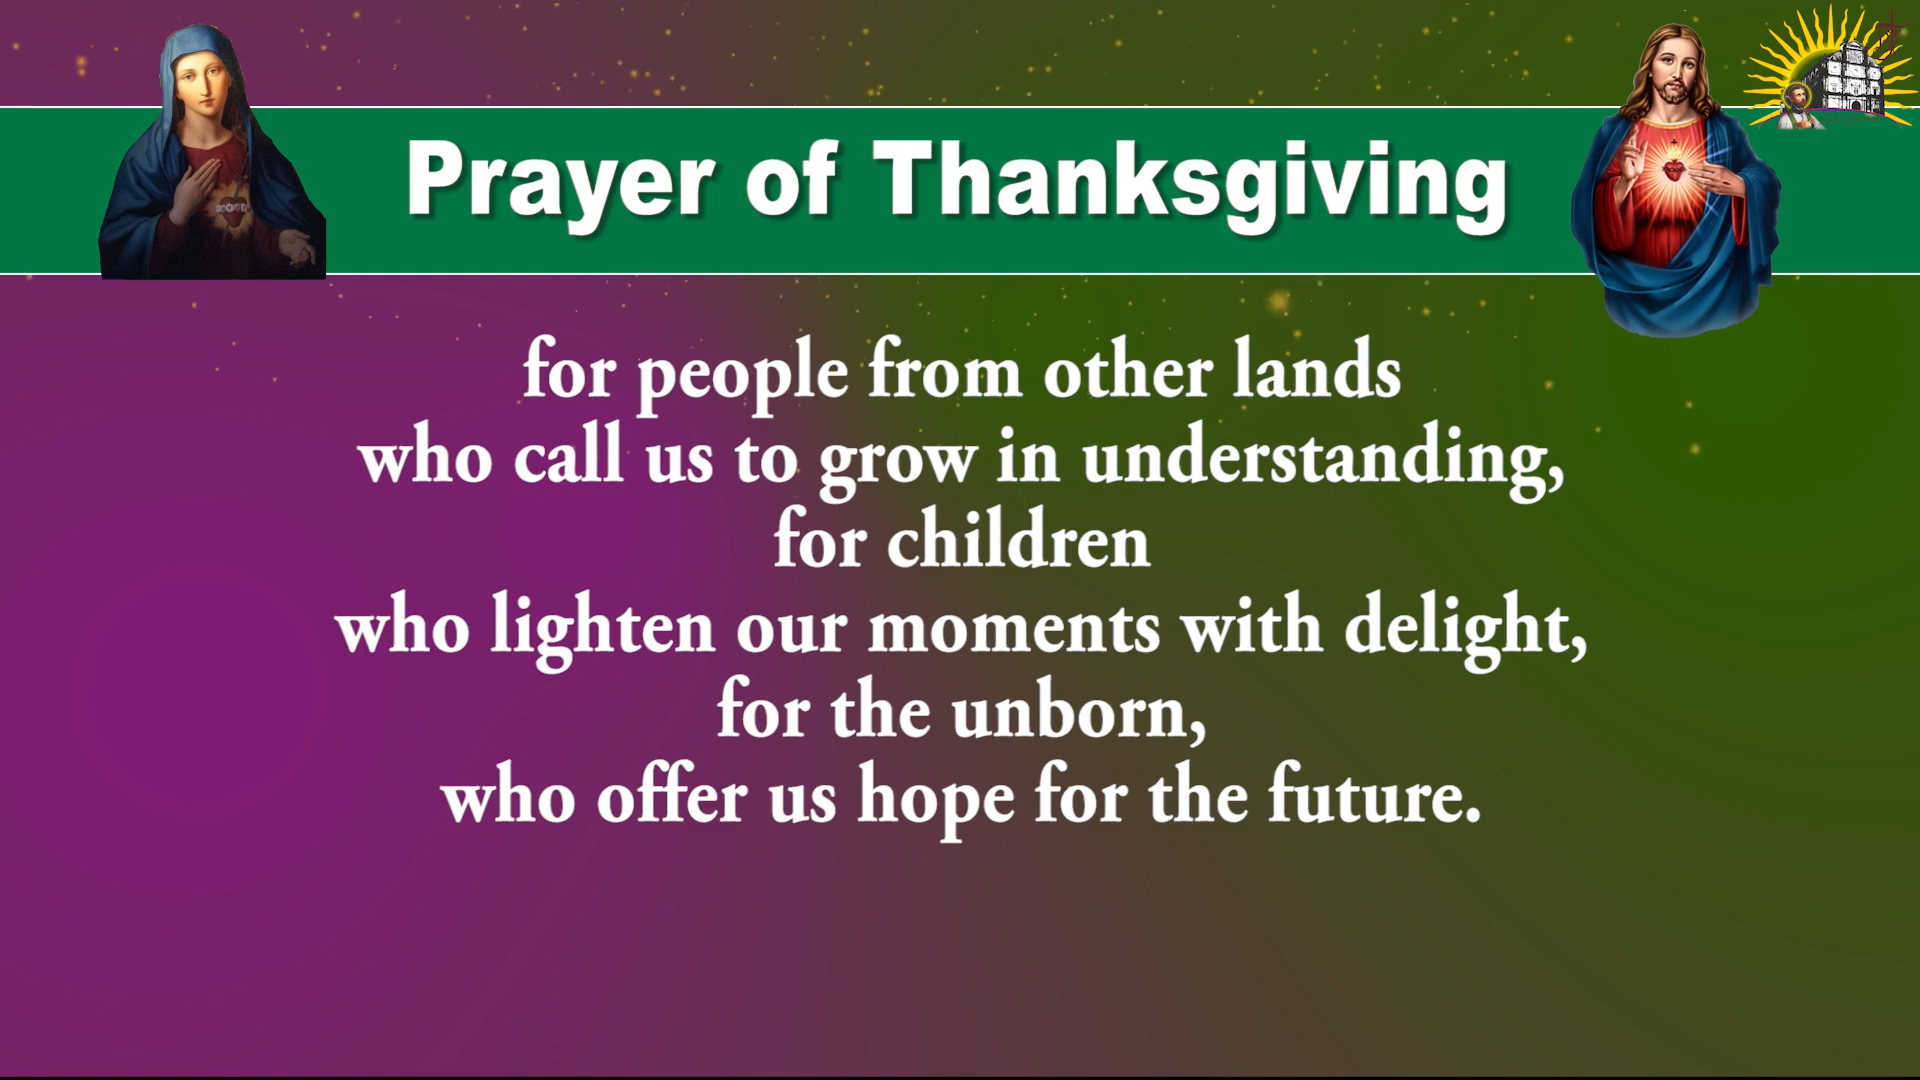 Prayer of Thanksgiving
for people from other lands
who call us to grow in understanding,
for children
who lighten our moments with delight,
for the unborn,
who offer us hope for the future.